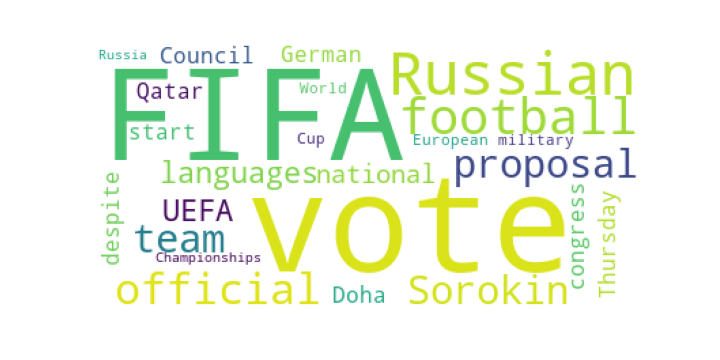 Russia Council German
FIFA Russian
Qatar World
start football
Cup European military
languages national proposal
despite UEFA vote congress Thursday
team
Championships
official Doha Sorokin